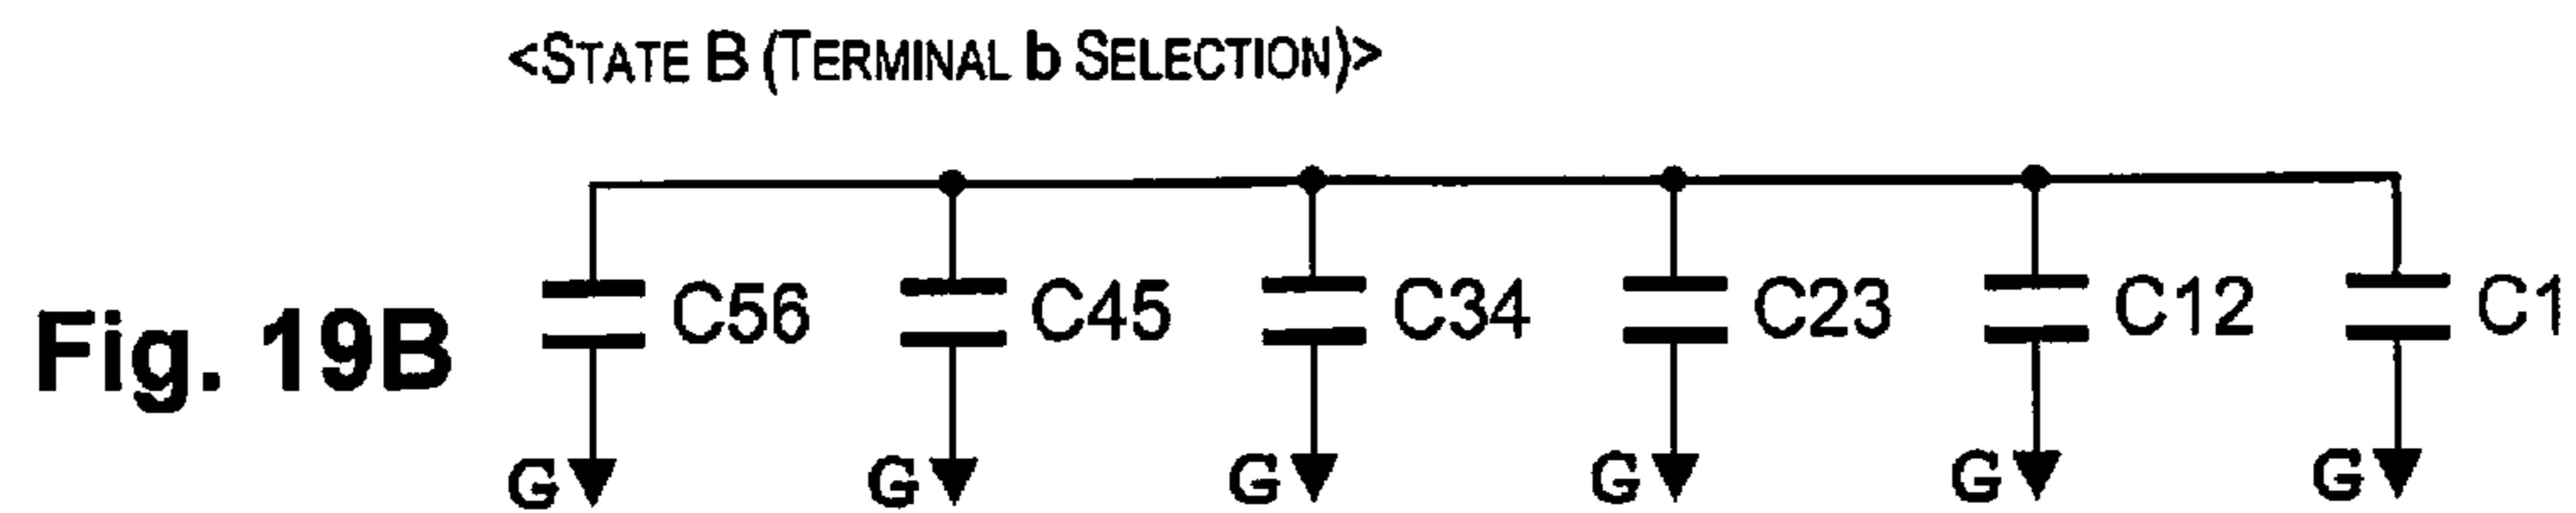 <STATE B (TERMINAL b SELECTION)>
C56 C45 C34 C23 C12 C1
Fig. 19B
G G G G G G